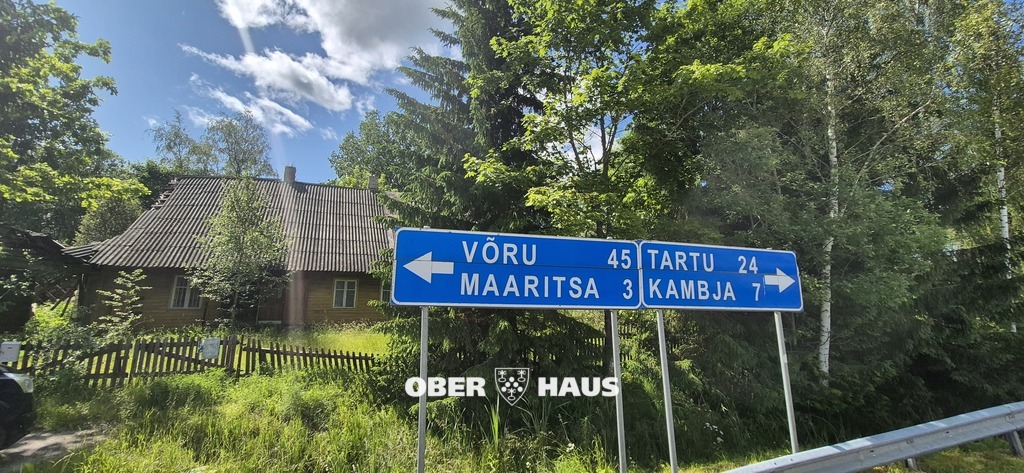 VÕRU 45
MAARITSA 3
TARTU 24
KAMBJA 7
OBER HAUS